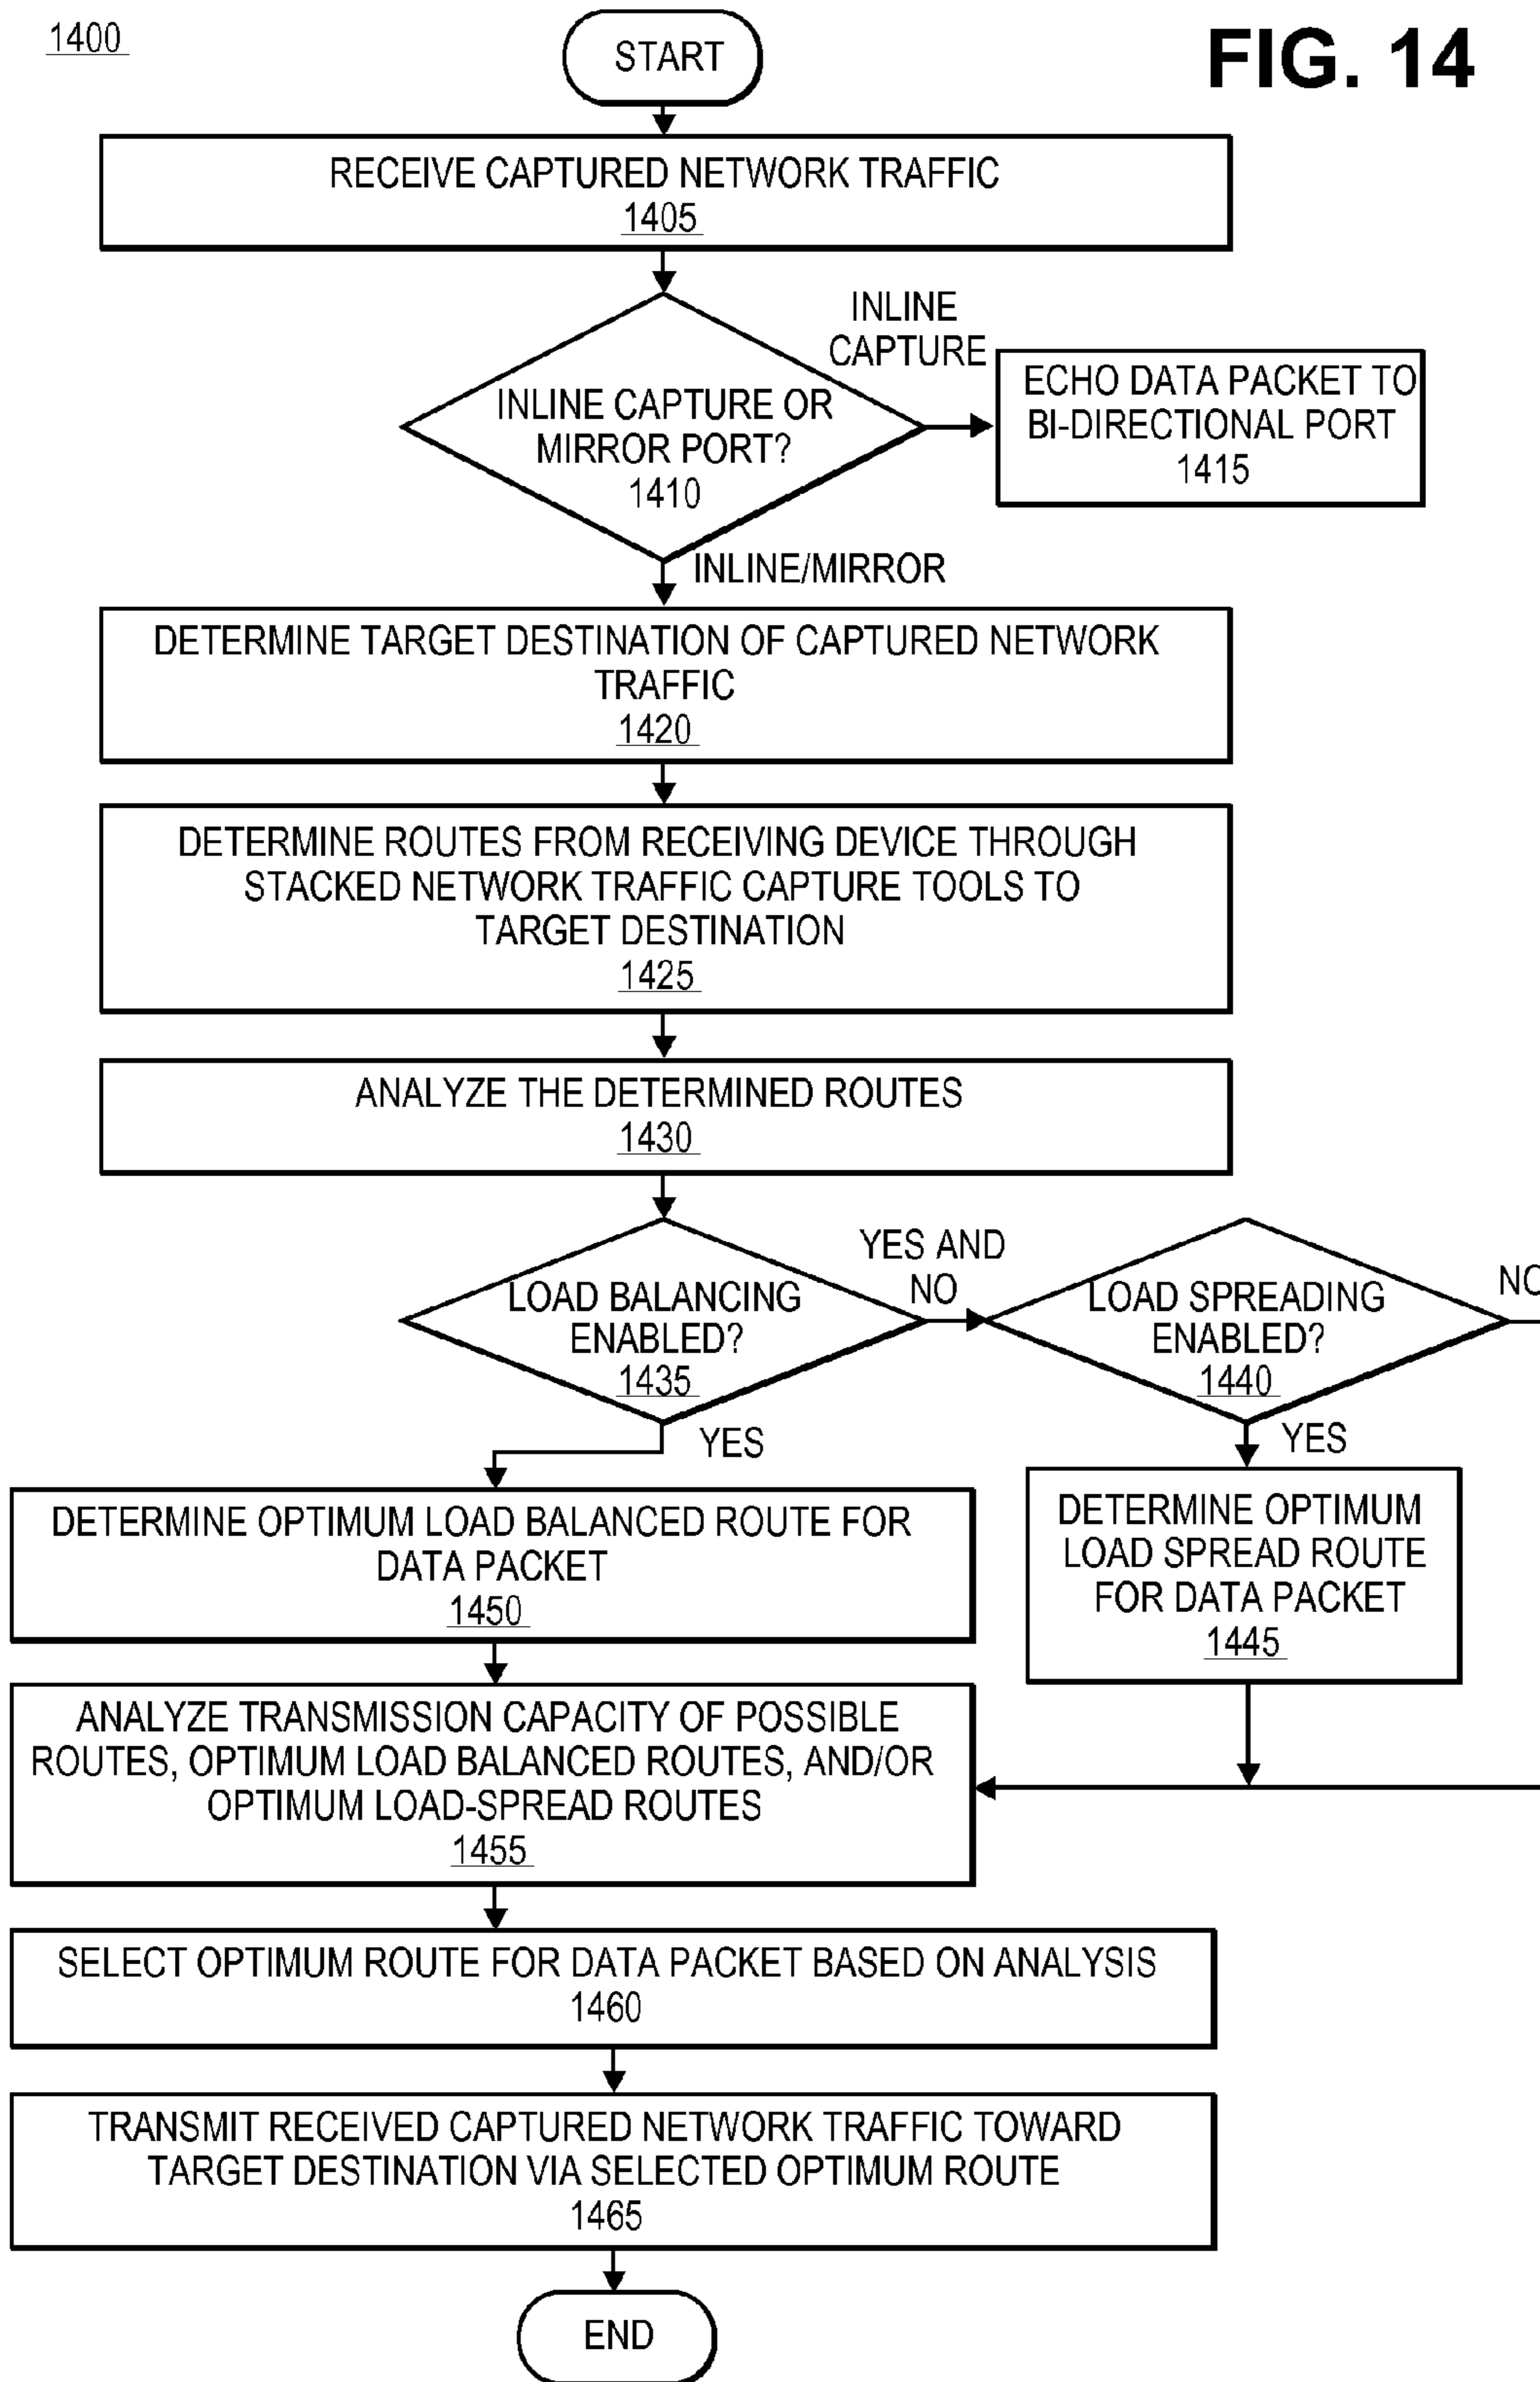 1400
START
FIG. 14
RECEIVE CAPTURED NETWORK TRAFFIC
1405
INLINE
CAPTURE
INLINE CAPTURE OR
MIRROR PORT?
1410
ECHO DATA PACKET TO
BI-DIRECTIONAL PORT
1415
INLINE/MIRROR
DETERMINE TARGET DESTINATION OF CAPTURED NETWORK
TRAFFIC
1420
DETERMINE ROUTES FROM RECEIVING DEVICE THROUGH
STACKED NETWORK TRAFFIC CAPTURE TOOLS TO
TARGET DESTINATION
1425
ANALYZE THE DETERMINED ROUTES
1430
LOAD BALANCING
ENABLED?
1435
YES AND
NO
LOAD SPREADING
ENABLED?
1440
NO
YES
YES
DETERMINE OPTIMUM LOAD BALANCED ROUTE FOR
DATA PACKET
1450
DETERMINE OPTIMUM
LOAD SPREAD ROUTE
FOR DATA PACKET
1445
ANALYZE TRANSMISSION CAPACITY OF POSSIBLE
ROUTES, OPTIMUM LOAD BALANCED ROUTES, AND/OR
OPTIMUM LOAD-SPREAD ROUTES
1455
SELECT OPTIMUM ROUTE FOR DATA PACKET BASED ON ANALYSIS
1460
TRANSMIT RECEIVED CAPTURED NETWORK TRAFFIC TOWARD
TARGET DESTINATION VIA SELECTED OPTIMUM ROUTE
1465
END